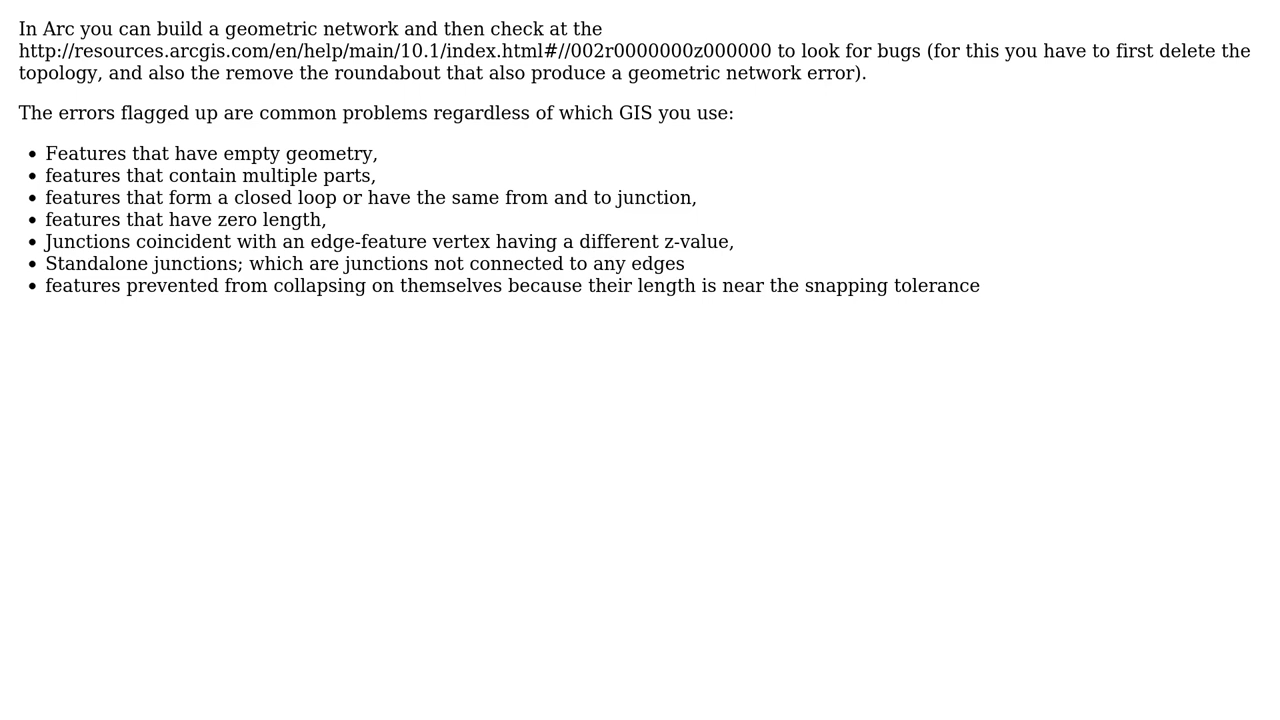 In Arc you can build a geometric network and then check at the
http://resources.arcgis.com/en/help/main/10.1/index.html#//002r0000000z000000 to look for bugs (for this you have to first delete the
topology, and also the remove the roundabout that also produce a geometric network error).
The errors flagged up are common problems regardless of which GIS you use:
• Features that have empty geometry,
• features that contain multiple parts,
• features that form a closed loop or have the same from and to junction,
• features that have zero length,
• Junctions coincident with an edge-feature vertex having a different z-value,
• Standalone junctions; which are junctions not connected to any edges
• features prevented from collapsing on themselves because their length is near the snapping tolerance